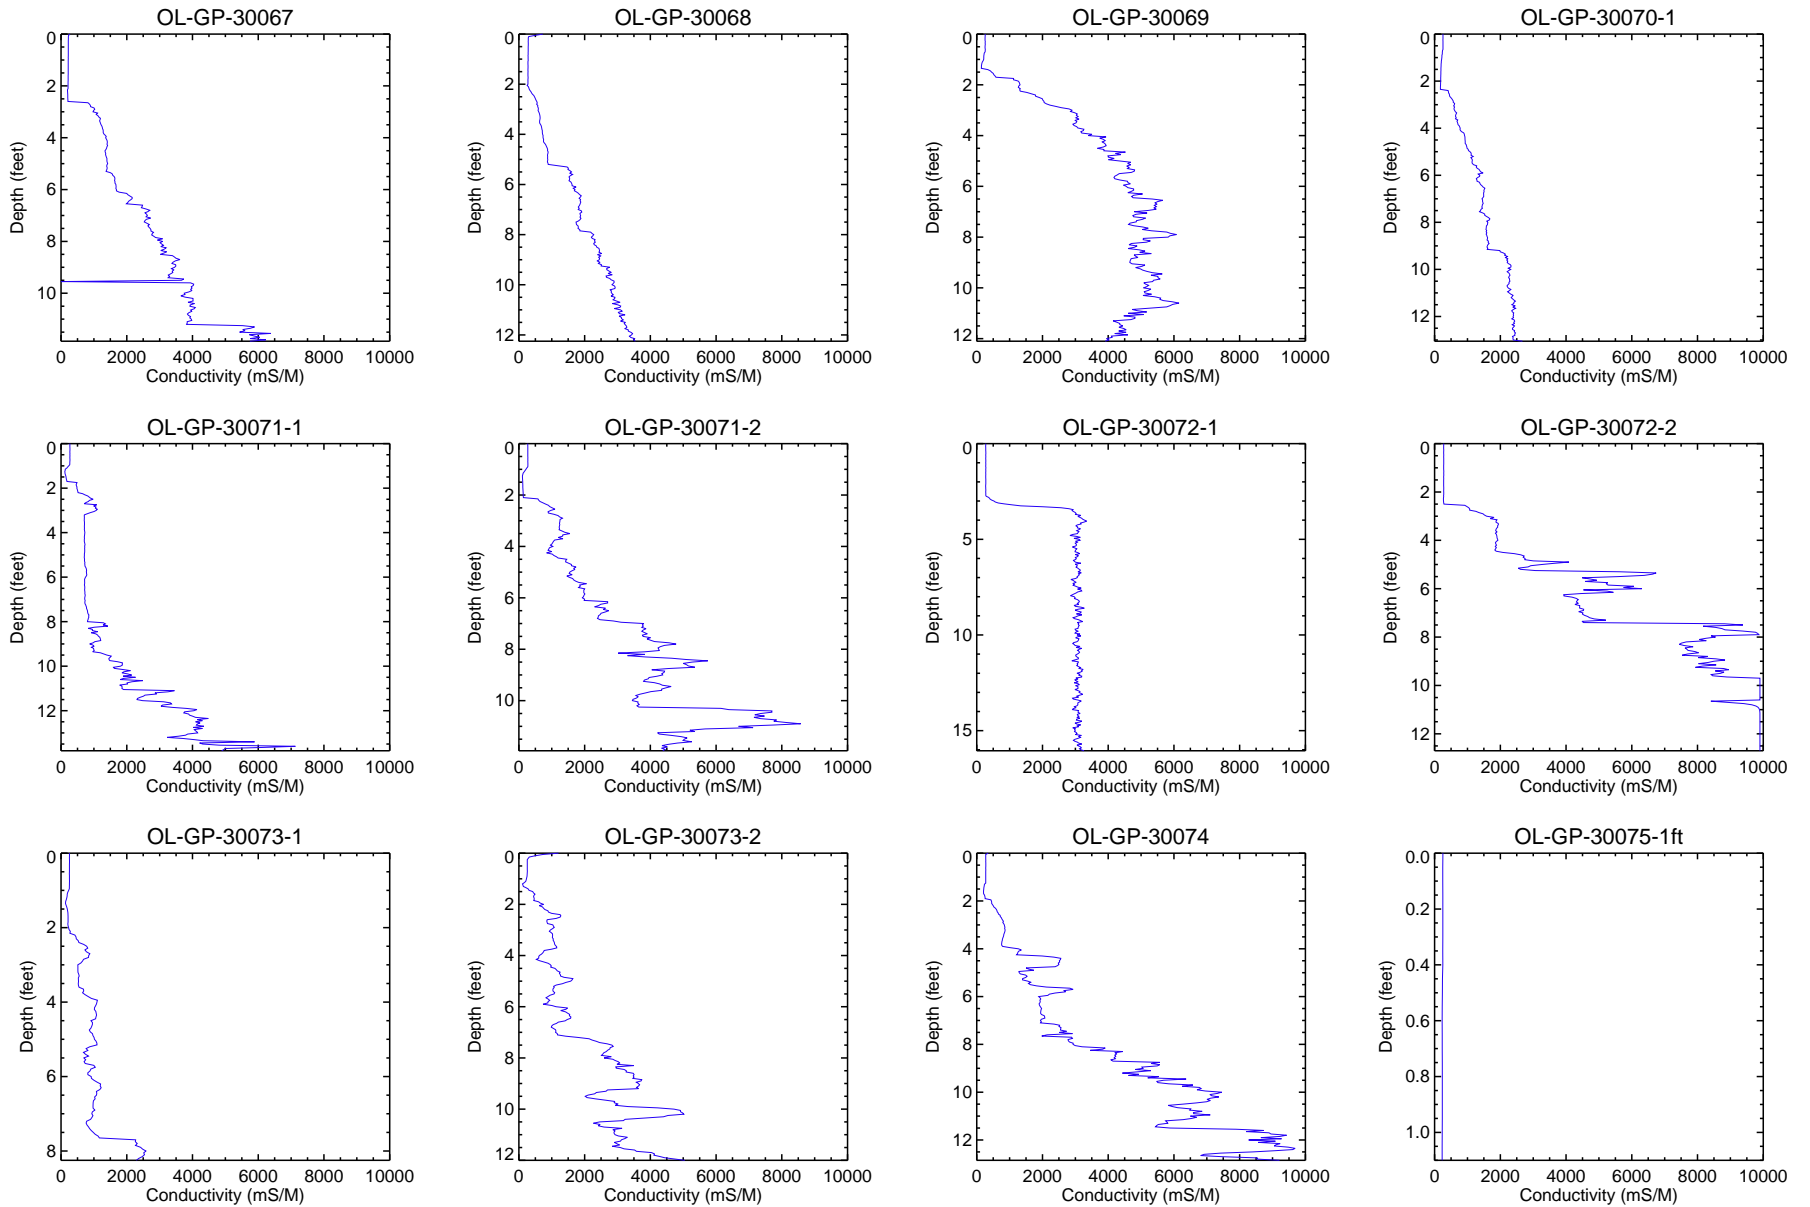 OL-GP-30067
0
2
4
6
8
10
Depth (feet)
0 2000 4000 6000 8000 10000
Conductivity (mS/M)
OL-GP-30068
0
2
4
6
8
10
12
Depth (feet)
0 2000 4000 6000 8000 10000
Conductivity (mS/M)
OL-GP-30069
0
2
4
6
8
10
12
Depth (feet)
0 2000 4000 6000 8000 10000
Conductivity (mS/M)
OL-GP-30070-1
0
2
4
6
8
10
12
Depth (feet)
0 2000 4000 6000 8000 10000
Conductivity (mS/M)
OL-GP-30071-1
0
2
4
6
8
10
12
Depth (feet)
0 2000 4000 6000 8000 10000
Conductivity (mS/M)
OL-GP-30071-2
0
2
4
6
8
10
Depth (feet)
0 2000 4000 6000 8000 10000
Conductivity (mS/M)
OL-GP-30072-1
0
5
10
15
Depth (feet)
0 2000 4000 6000 8000 10000
Conductivity (mS/M)
OL-GP-30072-2
0
2
4
6
8
10
12
Depth (feet)
0 2000 4000 6000 8000 10000
Conductivity (mS/M)
OL-GP-30073-1
0
2
4
6
8
Depth (feet)
0 2000 4000 6000 8000 10000
Conductivity (mS/M)
OL-GP-30073-2
0
2
4
6
8
10
12
Depth (feet)
0 2000 4000 6000 8000 10000
Conductivity (mS/M)
OL-GP-30074
0
2
4
6
8
10
12
Depth (feet)
0 2000 4000 6000 8000 10000
Conductivity (mS/M)
OL-GP-30075-1ft
0.0
0.2
0.4
0.6
0.8
1.0
Depth (feet)
0 2000 4000 6000 8000 10000
Conductivity (mS/M)